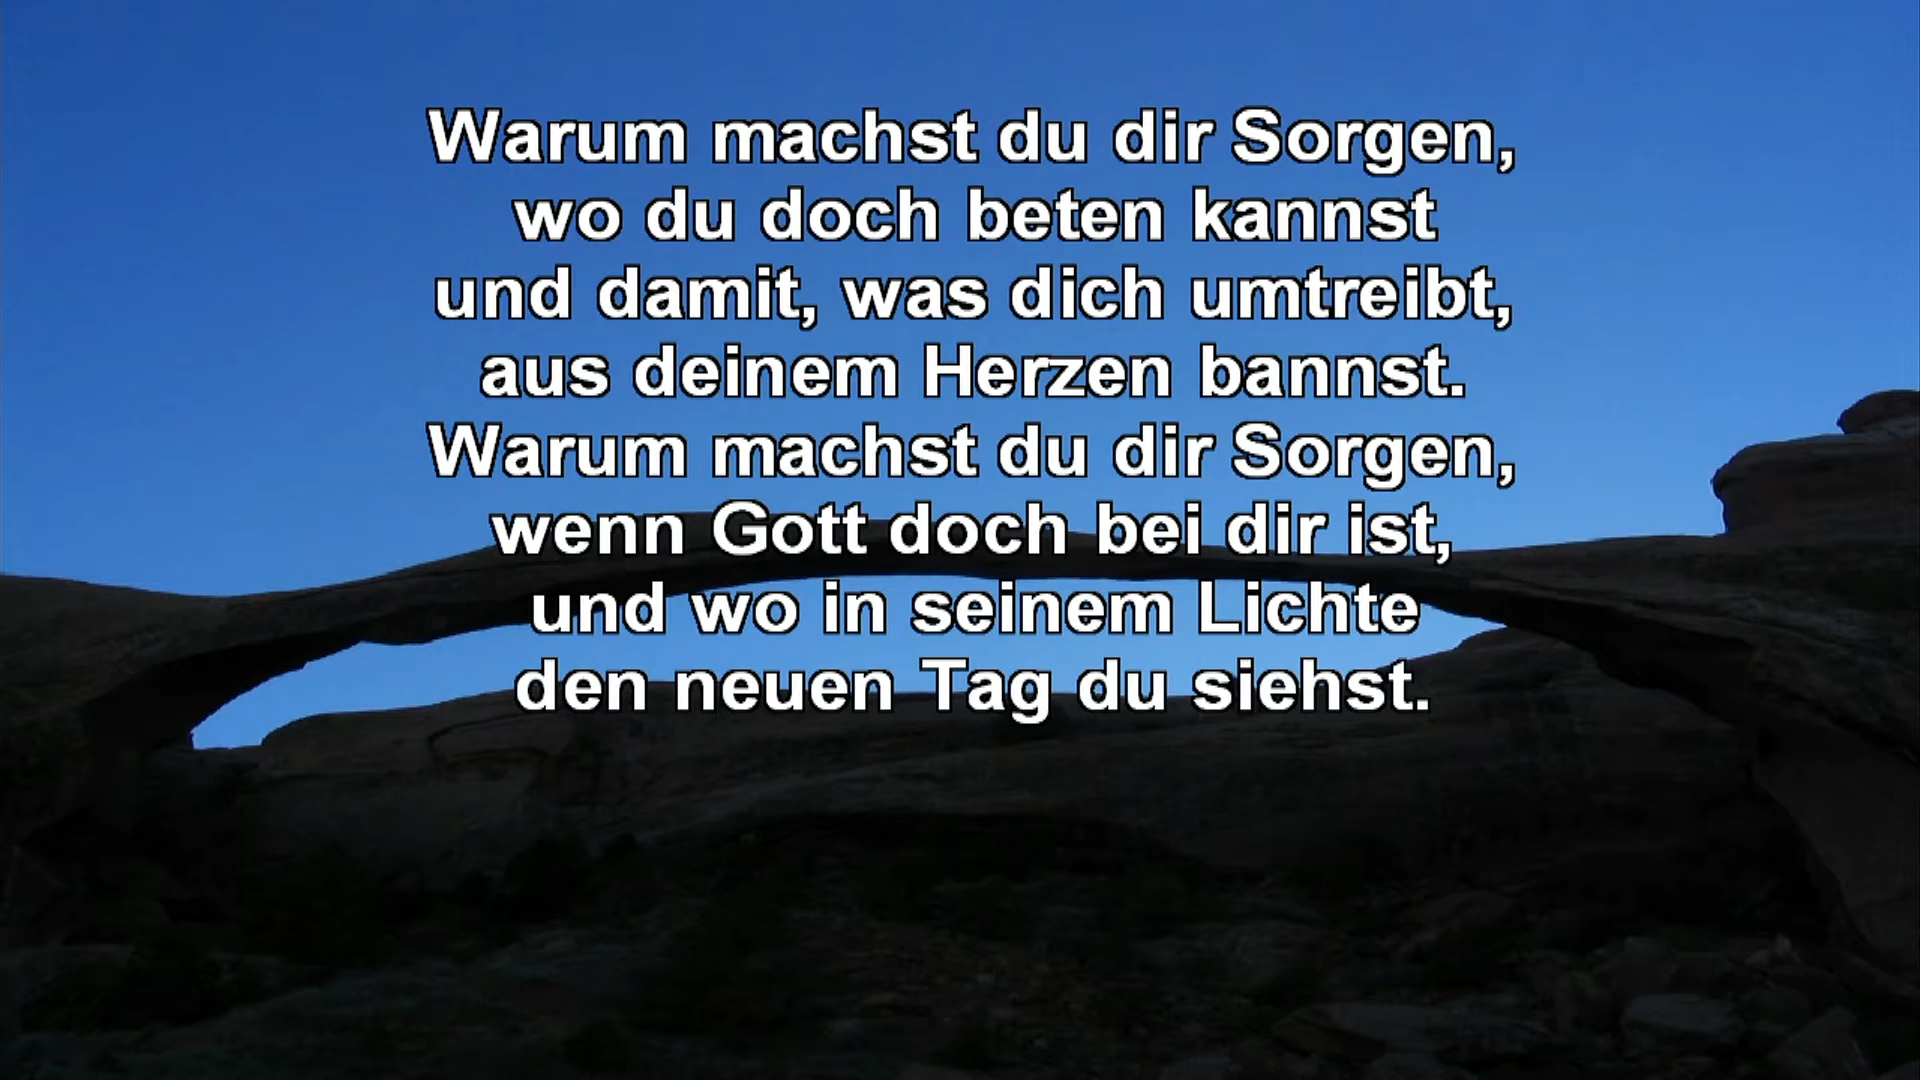 Warum machst du dir Sorgen,
wo du doch beten kannst
und damit, was dich umtreibt,
aus deinem Herzen bannst.
Warum machst du dir Sorgen,
wenn Gott doch bei dir ist,
und wo in seinem Lichte
den neuen Tag du siehst.